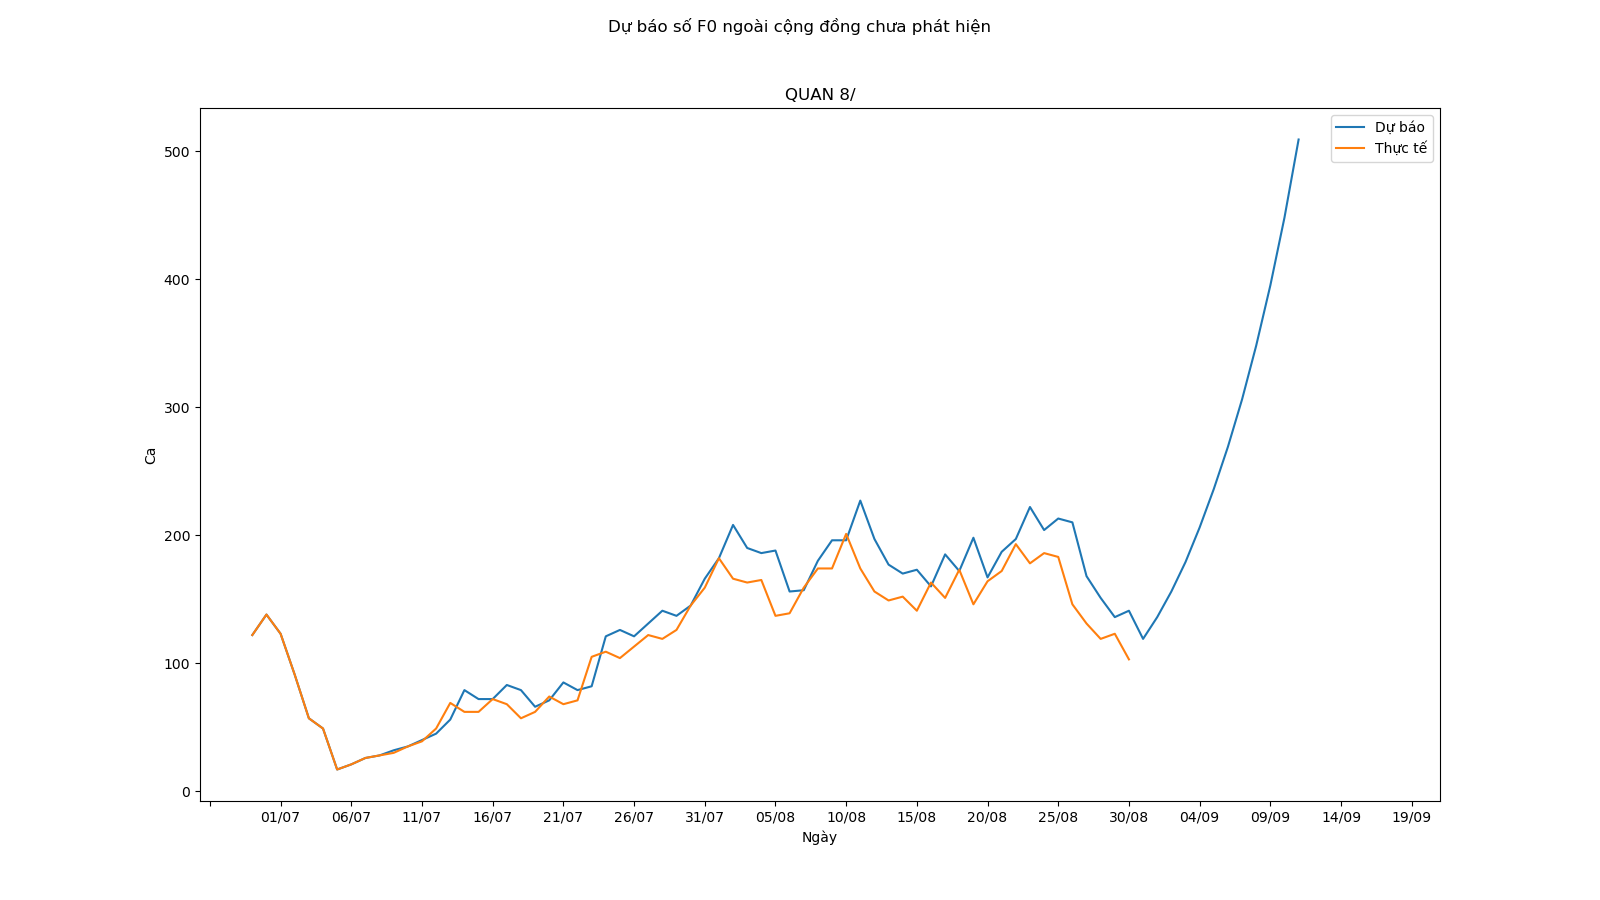 Dự báo số F0 ngoài cộng đồng chưa phát hiện
QUAN 8/
Dự báo
Thực tế
500
400
300
200
100
0
Ca
01/07 06/07 11/07 16/07 21/07 26/07 31/07 05/08 10/08 15/08 20/08 25/08 30/08 04/09 09/09 14/09 19/09
Ngày